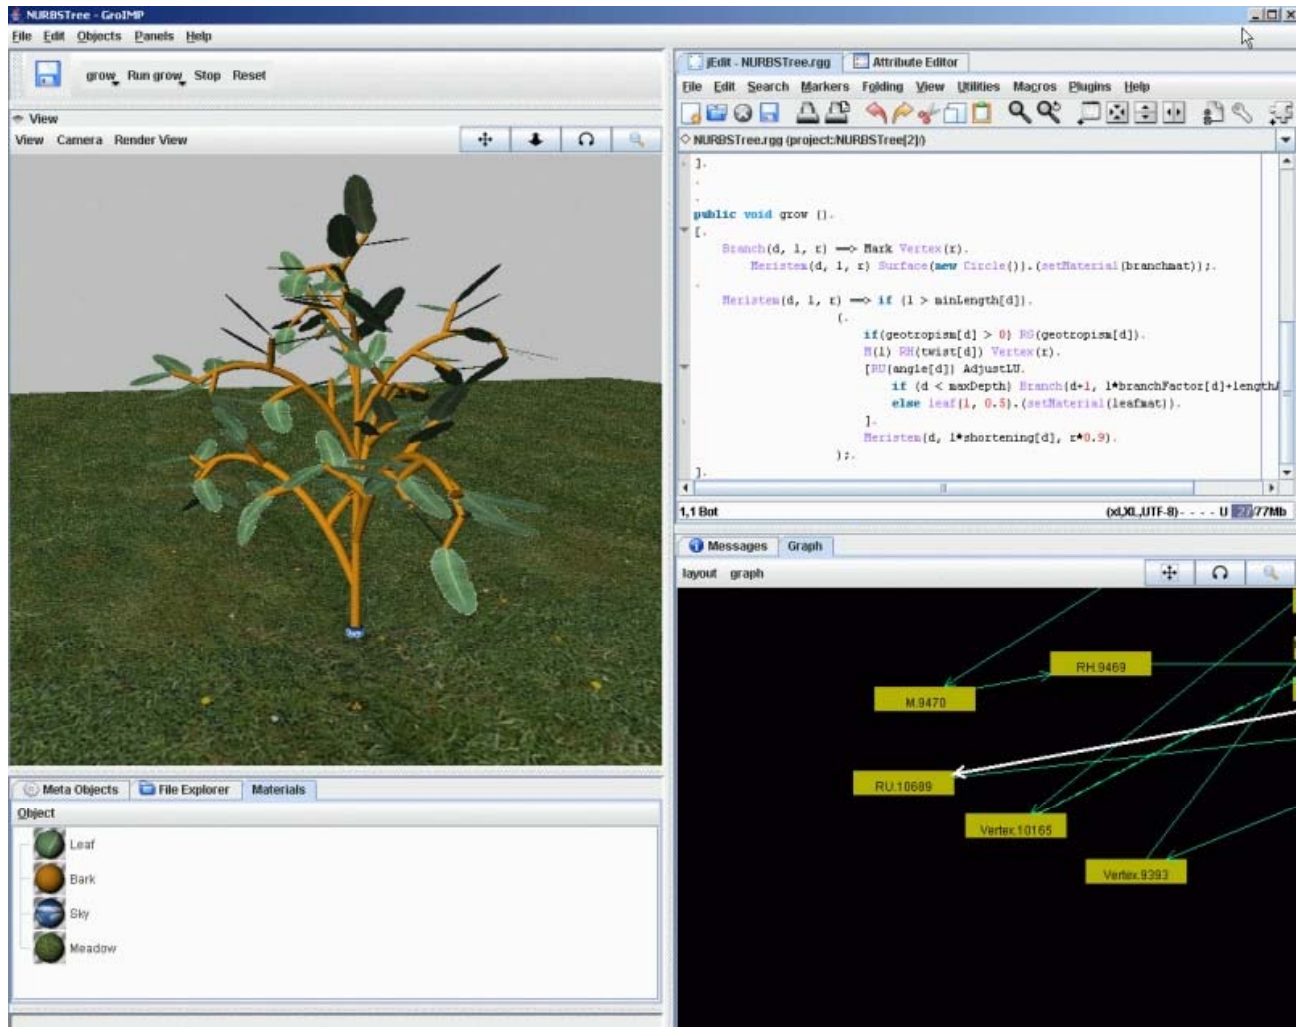 NURBSTree - GroIMP
File Edit Objects Panels Help
grow Run grow Stop Reset
View
View Camera Render View
Meta Objects File Explorer Materials
Object
Leaf
Bark
Sky
Meadow
jEdit - NURBSTree.rgg Attribute Editor
File Edit Search Markers Folding View Utilities Macros Plugins Help
NURBSTree.rgg (project:/NURBSTree[2]/)
].
.
.
public void grow ().
[.
Branch(d, l, r) ==> Mark Vertex(r).
Meristem(d, l, r) Surface(new Circle()).(setMaterial(branchmat));.
.
Meristem(d, l, r) ==> if (l > minLength[d]).
(.
if(geotropism[d] > 0) RG(geotropism[d]).
M(l) RH(twist[d]) Vertex(r).
[RU(angle[d]) AdjustLU.
if (d < maxDepth) Branch(d+1, l*branchFactor[d]+length
else leaf(l, 0.5).(setMaterial(leafmat)).
].
Meristem(d, l*shortening[d], r*0.9).
);.
].
1,1 Bot (xl,XL,UTF-8) - - - - U 77Mb
Messages Graph
layout graph
RH.9469
M.9470
RU.10689
Vertex.10165
Vertex.9393